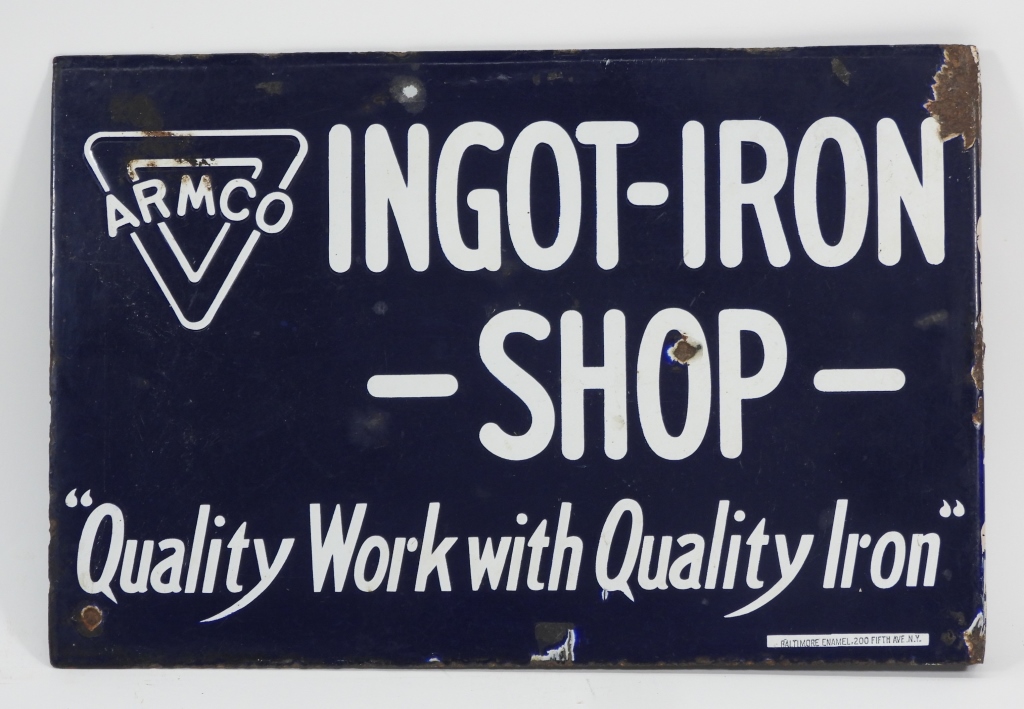 ARMCO
INGOT-IRON
- SHOP -
"Quality Work with Quality Iron"
BALTIMORE ENAMEL-200 FIFTH AVE.N.Y.